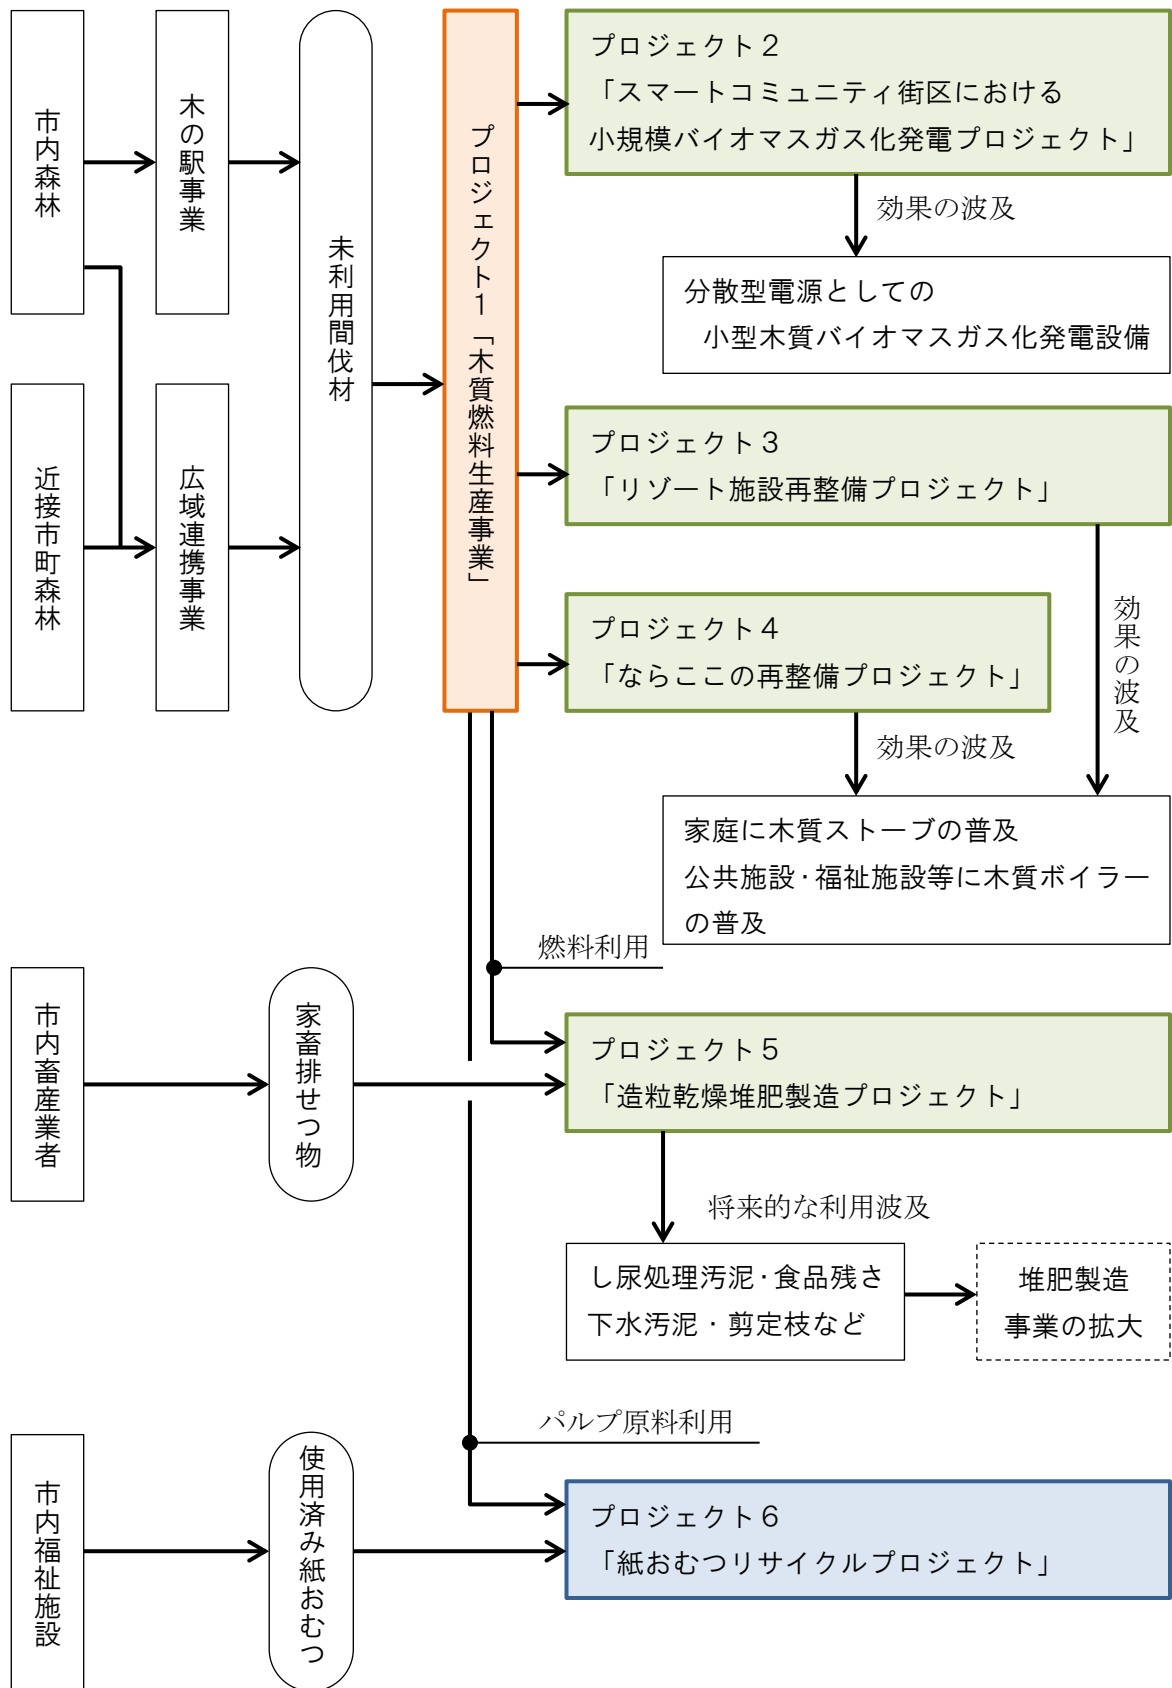 市内森林
木の駅事業
近接市町森林
広域連携事業
未利用間伐材
プロジェクト1「木質燃料生産事業」
プロジェクト2
「スマートコミュニティ街区における
小規模バイオマスガス化発電プロジェクト」
効果の波及
分散型電源としての
小型木質バイオマスガス化発電設備
プロジェクト3
「リゾート施設再整備プロジェクト」
効果の波及
プロジェクト4
「ならここの再整備プロジェクト」
効果の波及
家庭に木質ストーブの普及
公共施設・福祉施設等に木質ボイラー
の普及
燃料利用
市内畜産業者
家畜排せつ物
プロジェクト5
「造粒乾燥堆肥製造プロジェクト」
将来的な利用波及
し尿処理汚泥・食品残さ
下水汚泥・剪定枝など
堆肥製造
事業の拡大
パルプ原料利用
市内福祉施設
使用済み紙おむつ
プロジェクト6
「紙おむつリサイクルプロジェクト」